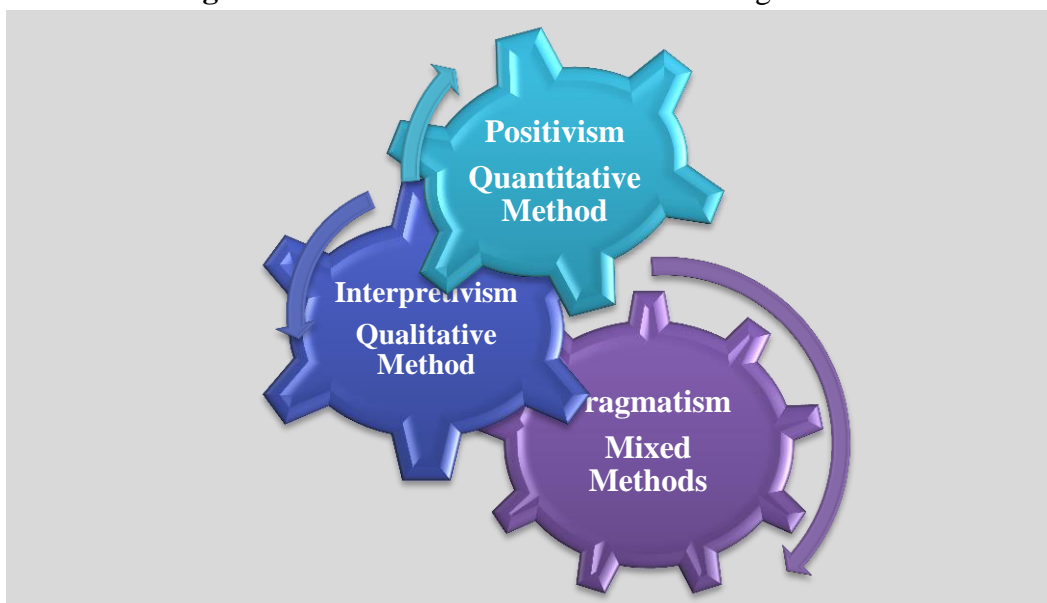 Positivism
Quantitative
Method
Interpretivism
Qualitative
Method
ragmatism
Mixed
Methods